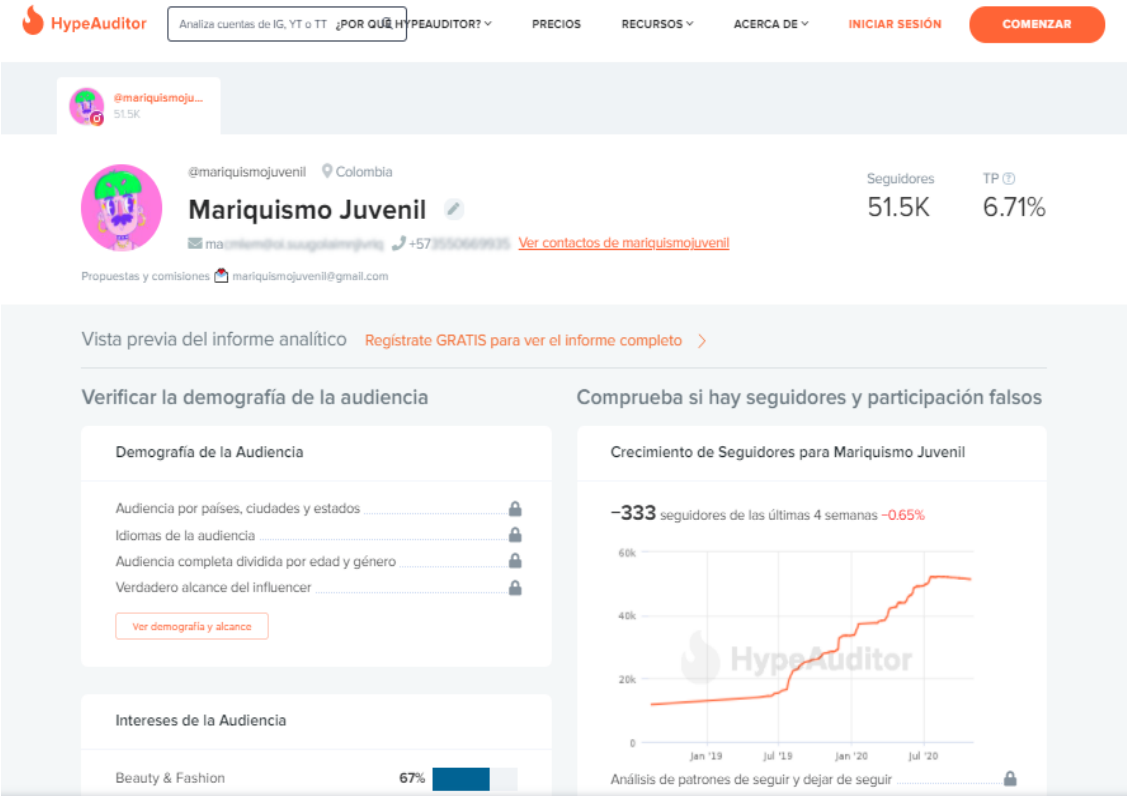 HypeAuditor
Analiza cuentas de IG, YT o TT
¿POR QUÉ HYPEAUDITOR?
PRECIOS
RECURSOS
ACERCA DE
INICIAR SESIÓN
COMENZAR
@mariquismoju...
51.5K
@mariquismojuvenil Colombia
Mariquismo Juvenil
Seguidores
51.5K
TP
6.71%
ma +57 Ver contactos de mariquismojuvenil
Propuestas y comisiones mariquismojuvenil@gmail.com
Vista previa del informe analítico Regístrate GRATIS para ver el informe completo
Verificar la demografía de la audiencia
Demografía de la Audiencia
Audiencia por países, ciudades y estados
Idiomas de la audiencia
Audiencia completa dividida por edad y género
Verdadero alcance del influencer
Ver demografía y alcance
Intereses de la Audiencia
Beauty & Fashion 67%
Comprueba si hay seguidores y participación falsos
Crecimiento de Seguidores para Mariquismo Juvenil
-333 seguidores de las últimas 4 semanas -0.65%
60k
40k
20k
0
HypeAuditor
Jan '19 Jul '19 Jan '20 Jul '20
Análisis de patrones de seguir y dejar de seguir